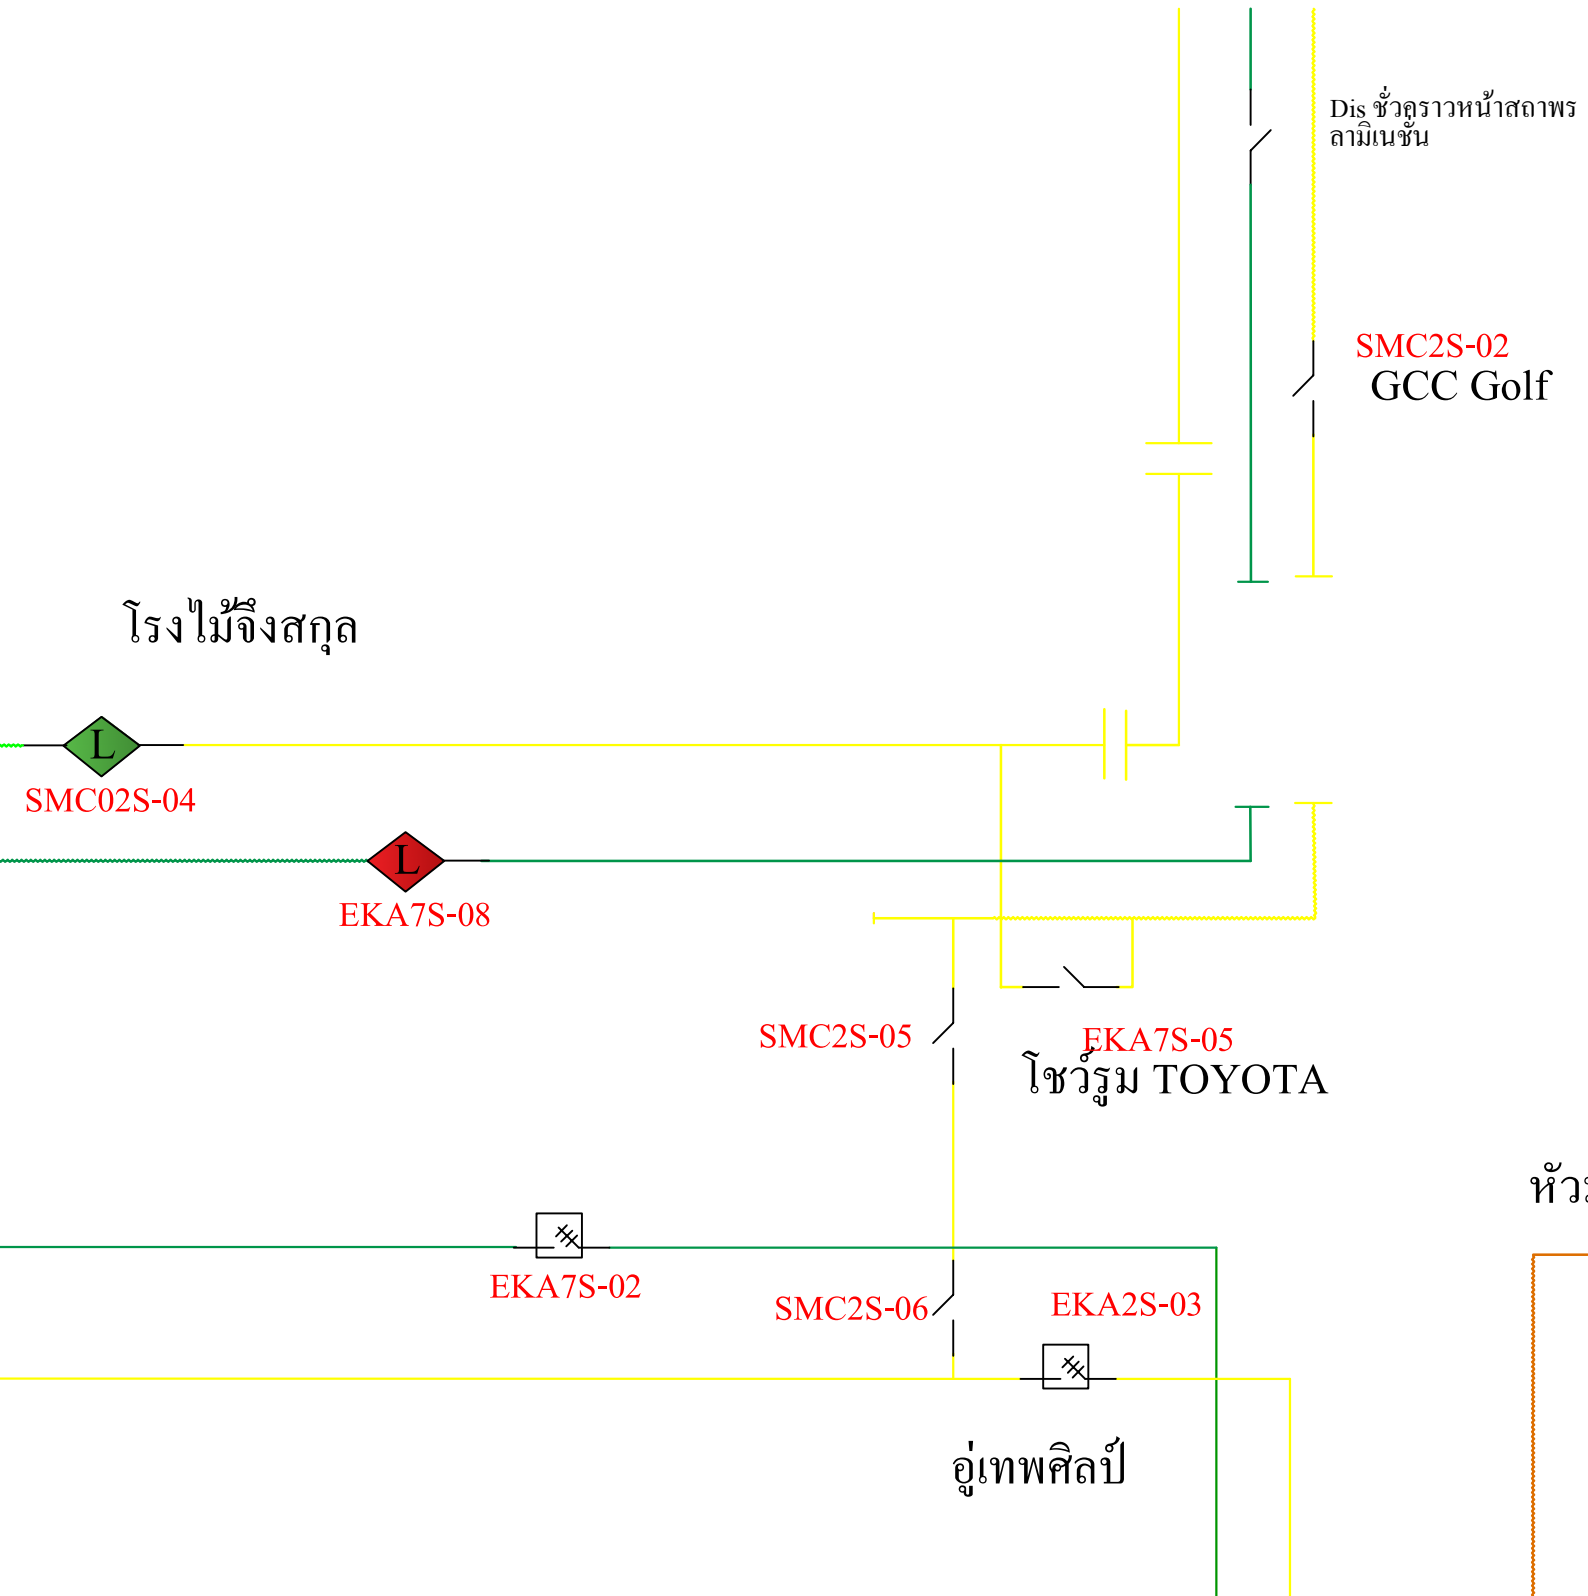 Dis ชั่วคราวหน้าสถาพร
ลามิเนชั่น
SMC2S-02
GCC Golf
โรงไม้จึงสกุล
L
SMC02S-04
L
EKA7S-08
SMC2S-05
EKA7S-05
โชว์รูม TOYOTA
EKA7S-02
SMC2S-06
EKA2S-03
อู่เทพศิลป์